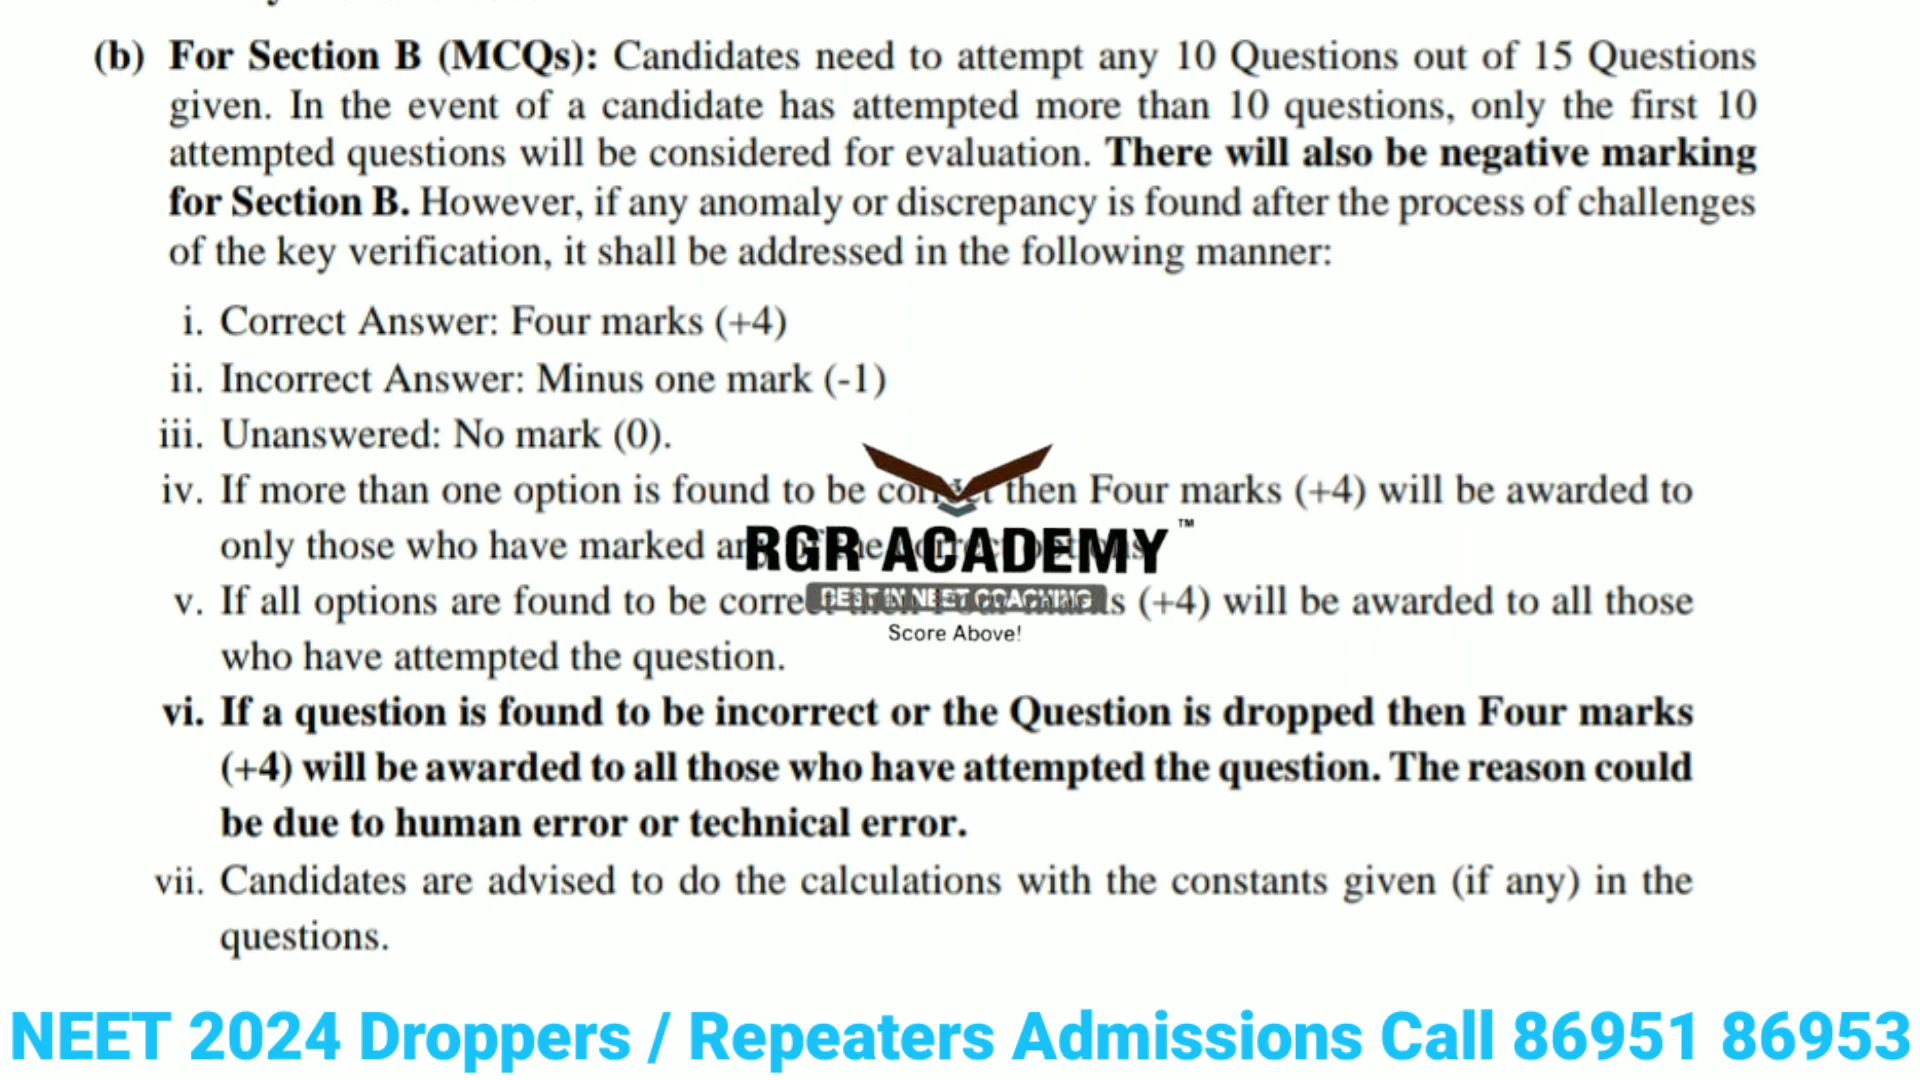 (b) For Section B (MCQs): Candidates need to attempt any 10 Questions out of 15 Questions
given. In the event of a candidate has attempted more than 10 questions, only the first 10
attempted questions will be considered for evaluation. There will also be negative marking
for Section B. However, if any anomaly or discrepancy is found after the process of challenges
of the key verification, it shall be addressed in the following manner:
i. Correct Answer: Four marks (+4)
ii. Incorrect Answer: Minus one mark (-1)
iii. Unanswered: No mark (0).
iv. If more than one option is found to be correct then Four marks (+4) will be awarded to
only those who have marked
RGR ACADEMY™
v. If all options are found to be (+4) will be awarded to all those
BEST IN NEET COACHING
Score Above!
who have attempted the question.
vi. If a question is found to be incorrect or the Question is dropped then Four marks
(+4) will be awarded to all those who have attempted the question. The reason could
be due to human error or technical error.
vii. Candidates are advised to do the calculations with the constants given (if any) in the
questions.
NEET 2024 Droppers / Repeaters Admissions Call 86951 86953